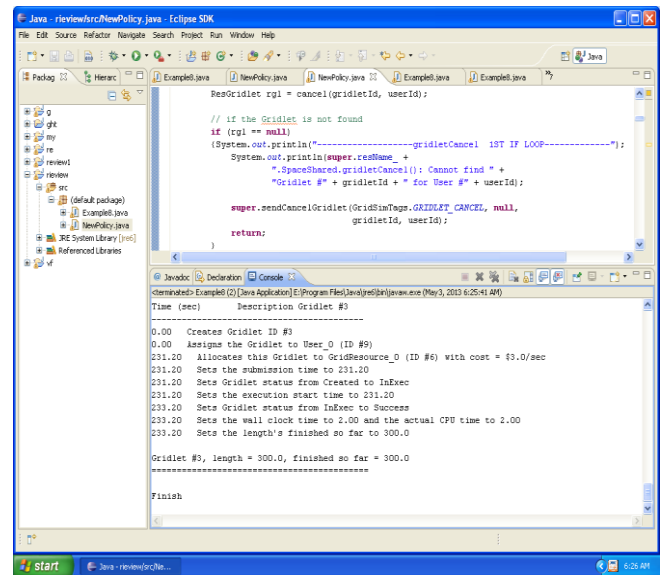 Java - rieview/src/NewPolicy.java - Eclipse SDK
File Edit Source Refactor Navigate Search Project Run Window Help
Java
Packag Hierarc
Example8.java NewPolicy.java NewPolicy.java Example8.java Example8.java
g
ght
my
re
review1
rieview
src
(default package)
Example8.java
NewPolicy.java
JRE System Library [jre6]
Referenced Libraries
vf
ResGridlet rgl = cancel(gridletId, userId);
// if the Gridlet is not found
if (rgl == null)
{System.out.println("-------------------gridletCancel 1ST IF LOOP-------------");
System.out.println(super.resName_ +
".SpaceShared.gridletCancel(): Cannot find " +
"Gridlet #" + gridletId + " for User #" + userId);
super.sendCancelGridlet(GridSimTags.GRIDLET_CANCEL, null,
gridletId, userId);
return;
}
Javadoc Declaration Console
<terminated> Example8 (2) [Java Application] E:\Program Files\Java\jre6\bin\javaw.exe (May 3, 2013 6:25:41 AM)
Time (sec) Description Gridlet #3
------------------------------------------
0.00 Creates Gridlet ID #3
0.00 Assigns the Gridlet to User_0 (ID #9)
231.20 Allocates this Gridlet to GridResource_0 (ID #6) with cost = $3.0/sec
231.20 Sets the submission time to 231.20
231.20 Sets Gridlet status from Created to InExec
231.20 Sets the execution start time to 231.20
233.20 Sets Gridlet status from InExec to Success
233.20 Sets the wall clock time to 2.00 and the actual CPU time to 2.00
233.20 Sets the length's finished so far to 300.0
Gridlet #3, length = 300.0, finished so far = 300.0
===========================================
Finish
start Java - rieview/src/Ne... 6:26 AM